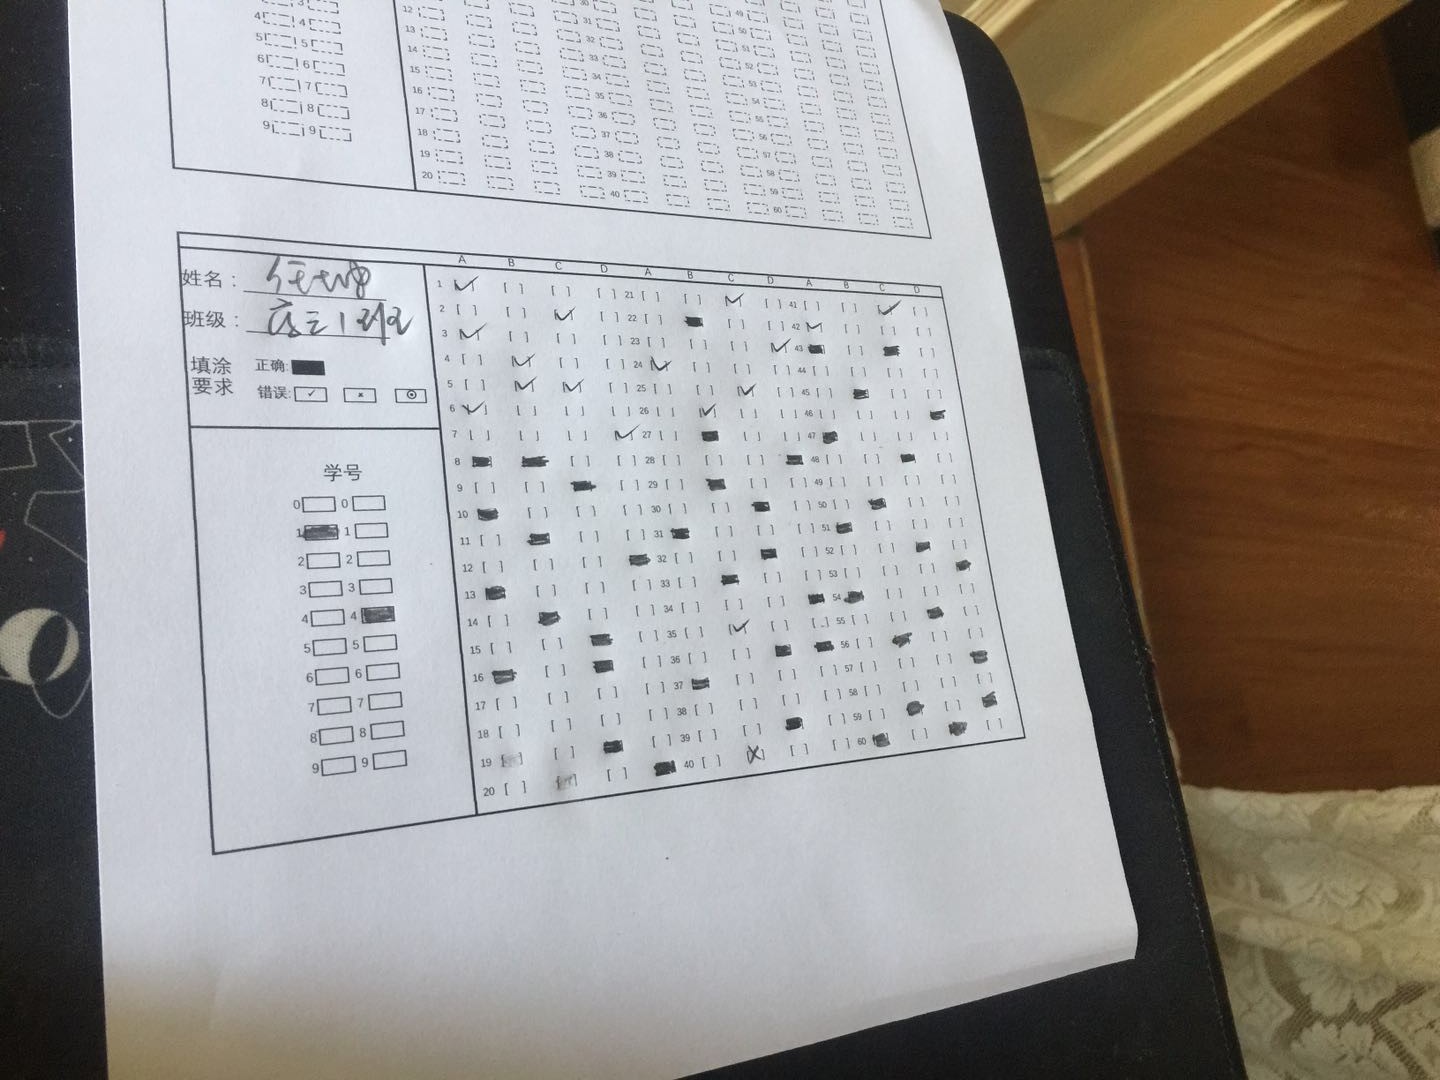 3 3 12 30 49
4 4 13 31 50
5 5 14 32 51
6 6 15 33 52
7 7 16 34 53
8 8 17 35 54
9 9 18 36 55
19 37 56
20 38 57
39 58
40 59
60
A B C D A B C D A B C D
姓名：
班级：高三1班
填涂要求 正确:
错误: ✓ × ⊙
学号
0 0
1 1
2 2
3 3
4 4
5 5
6 6
7 7
8 8
9 9
1 [ ] [ ] [ ] 21 [ ] [ ] [ ] 41 [ ] [ ] [ ]
2 [ ] [ ] [ ] 22 [ ] [ ] [ ] 42 [ ] [ ] [ ]
3 [ ] [ ] [ ] 23 [ ] [ ] [ ] 43 [ ] [ ]
4 [ ] [ ] [ ] 24 [ ] [ ] [ ] 44 [ ] [ ] [ ] [ ]
5 [ ] [ ] 25 [ ] [ ] [ ] 45 [ ] [ ] [ ]
6 [ ] [ ] [ ] 26 [ ] [ ] [ ] 46 [ ] [ ] [ ]
7 [ ] [ ] [ ] 27 [ ] [ ] [ ] 47 [ ] [ ] [ ]
8 [ ] [ ] 28 [ ] [ ] [ ] 48 [ ] [ ] [ ]
9 [ ] [ ] [ ] 29 [ ] [ ] [ ] 49 [ ] [ ] [ ] [ ]
10 [ ] [ ] [ ] 30 [ ] [ ] [ ] 50 [ ] [ ] [ ]
11 [ ] [ ] [ ] 31 [ ] [ ] [ ] 51 [ ] [ ] [ ]
12 [ ] [ ] [ ] 32 [ ] [ ] [ ] 52 [ ] [ ] [ ]
13 [ ] [ ] [ ] 33 [ ] [ ] [ ] 53 [ ] [ ] [ ]
14 [ ] [ ] [ ] 34 [ ] [ ] [ ] 54 [ ] [ ] [ ]
15 [ ] [ ] [ ] 35 [ ] [ ] [ ] 55 [ ] [ ] [ ]
16 [ ] [ ] 36 [ ] [ ] [ ] 56 [ ] [ ] [ ]
17 [ ] [ ] [ ] [ ] 37 [ ] [ ] [ ] 57 [ ] [ ] [ ]
18 [ ] [ ] [ ] [ ] 38 [ ] [ ] [ ] [ ] 58 [ ] [ ] [ ]
19 [ ] [ ] [ ] 39 [ ] [ ] [ ] 59 [ ] [ ] [ ]
20 [ ] [ ] [ ] 40 [ ] [ ] [ ] 60 [ ] [ ]